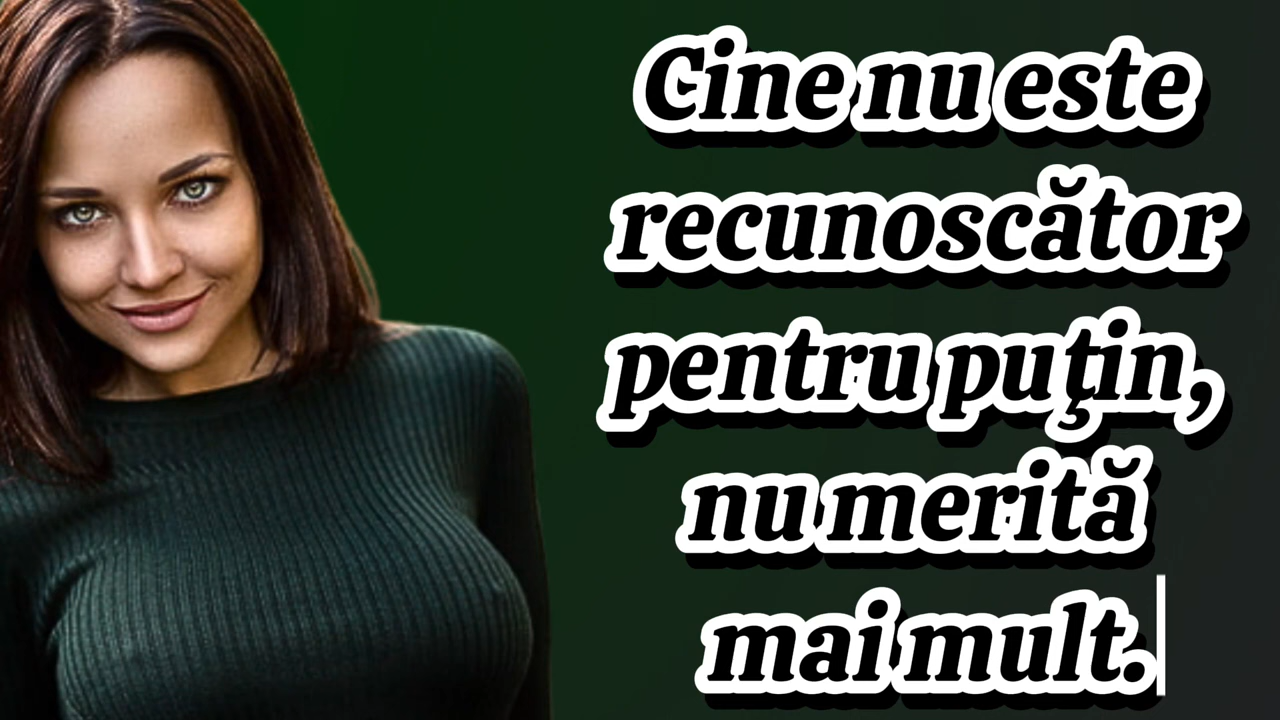 Cine nu este
recunoscător
pentru puţin,
nu merită
mai mult.